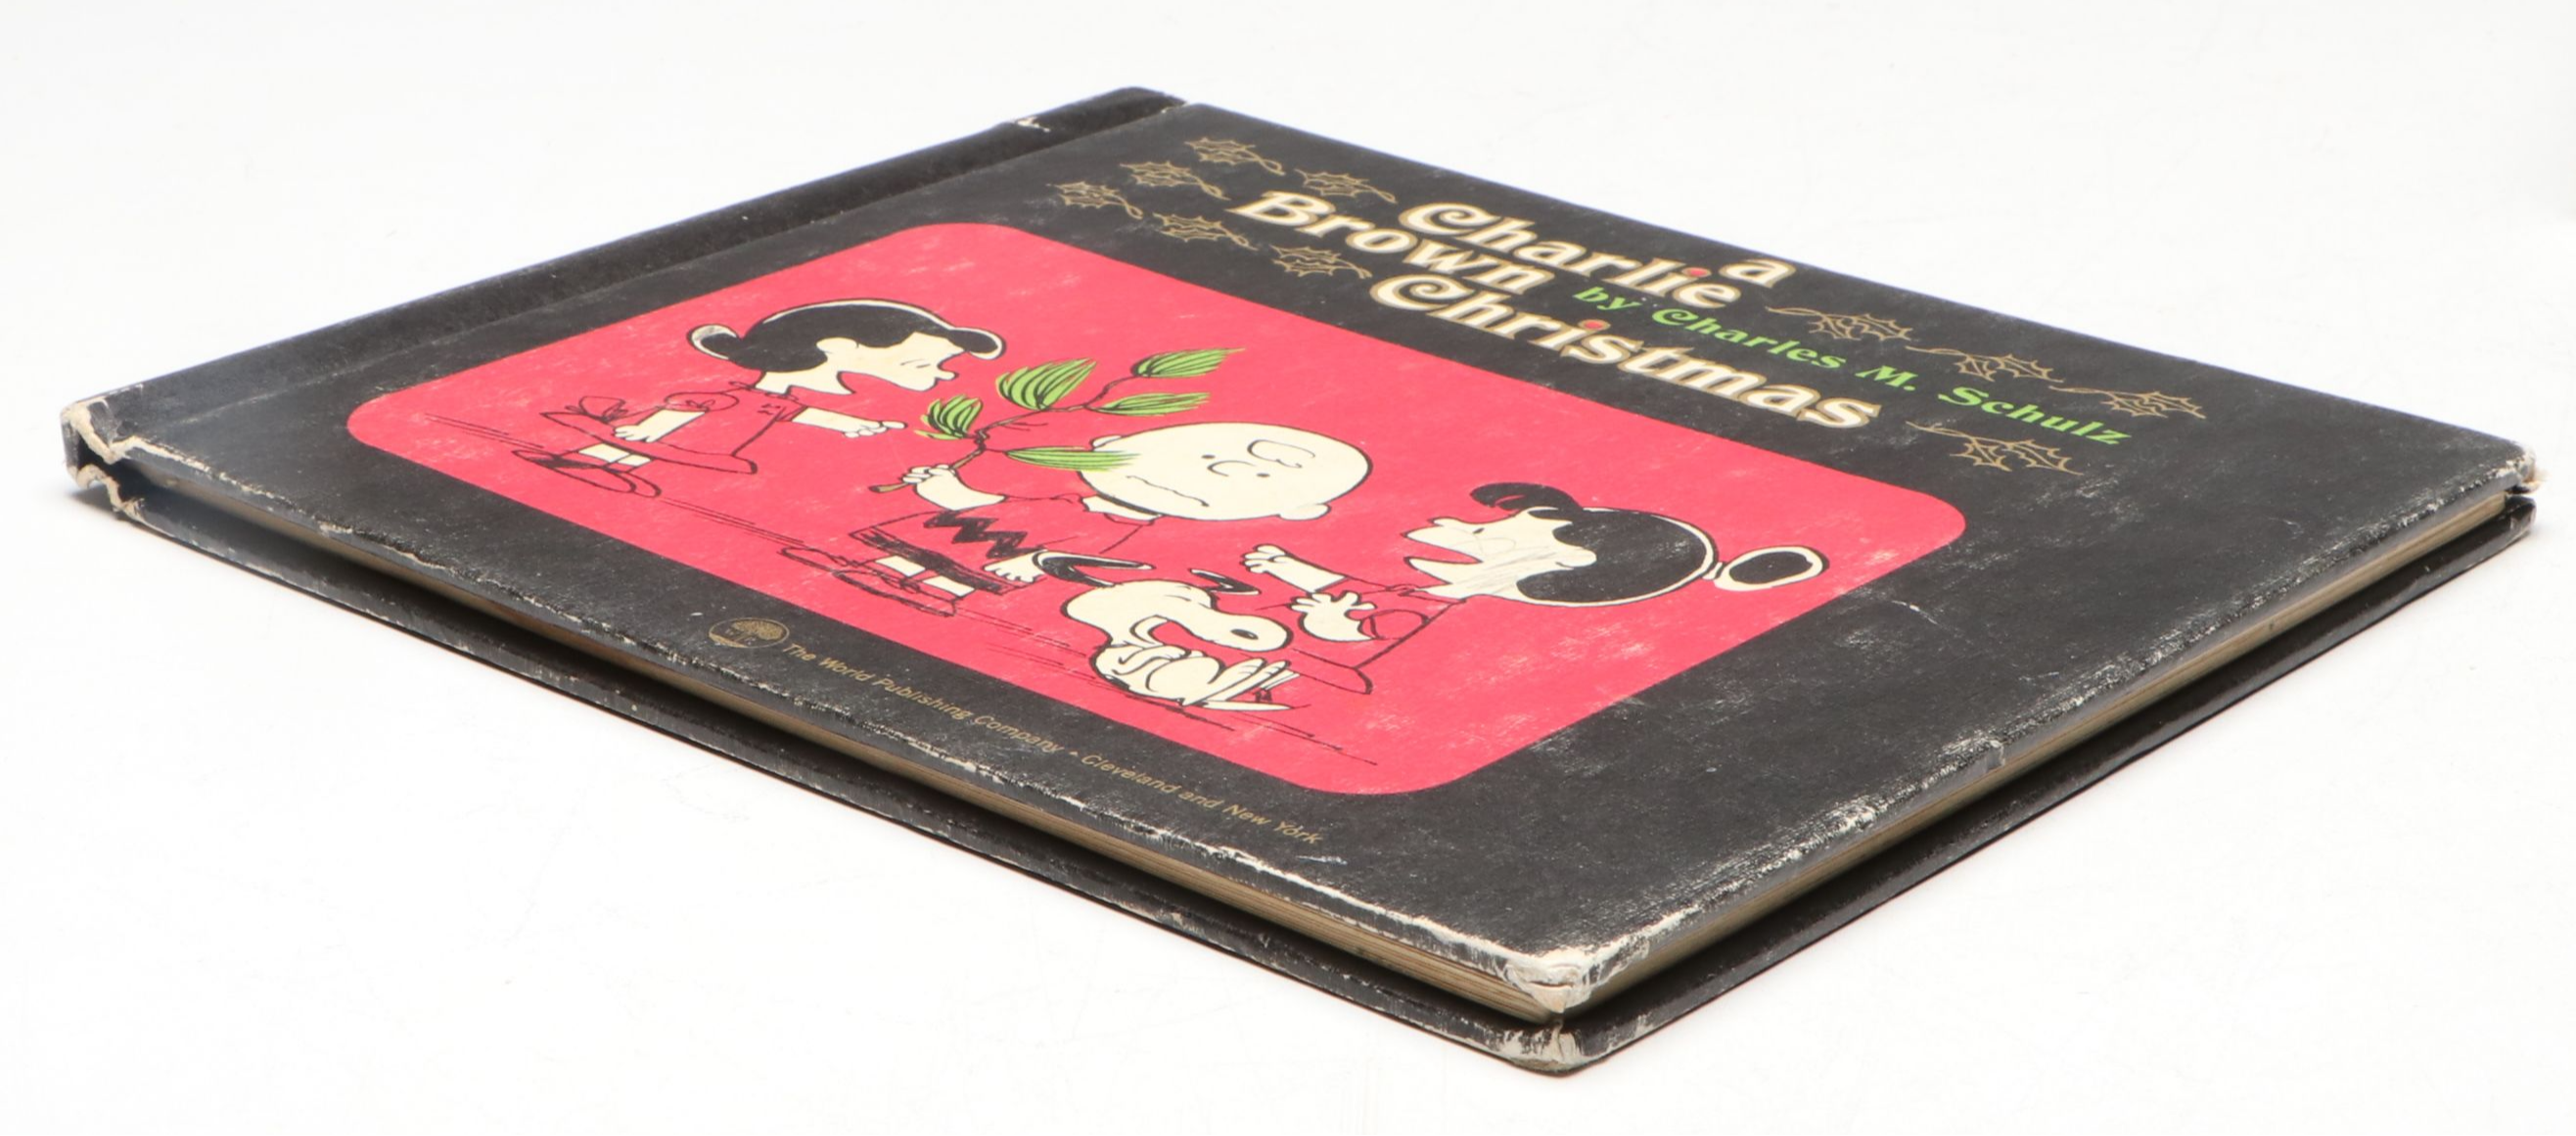 a
Charlie
Brown
Christmas
by Charles M. Schulz
The World Publishing Company • Cleveland and New York